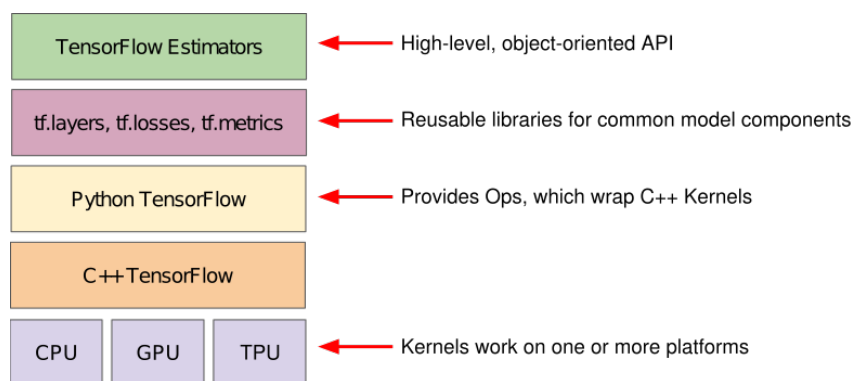 TensorFlow Estimators
High-level, object-oriented API
tf.layers, tf.losses, tf.metrics
Reusable libraries for common model components
Python TensorFlow
Provides Ops, which wrap C++ Kernels
C++ TensorFlow
CPU
GPU
TPU
Kernels work on one or more platforms